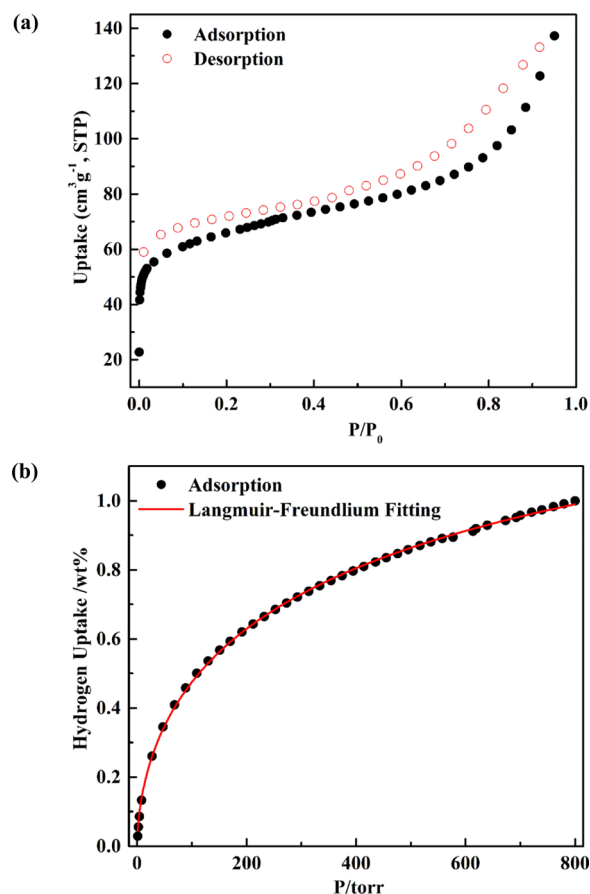 (a)
Adsorption
Desorption
Uptake (cm³g⁻¹, STP)
140
120
100
80
60
40
20
0.0 0.2 0.4 0.6 0.8 1.0
P/P₀
(b)
Adsorption
Langmuir-Freundlium Fitting
Hydrogen Uptake /wt%
1.0
0.8
0.6
0.4
0.2
0.0
0 200 400 600 800
P/torr